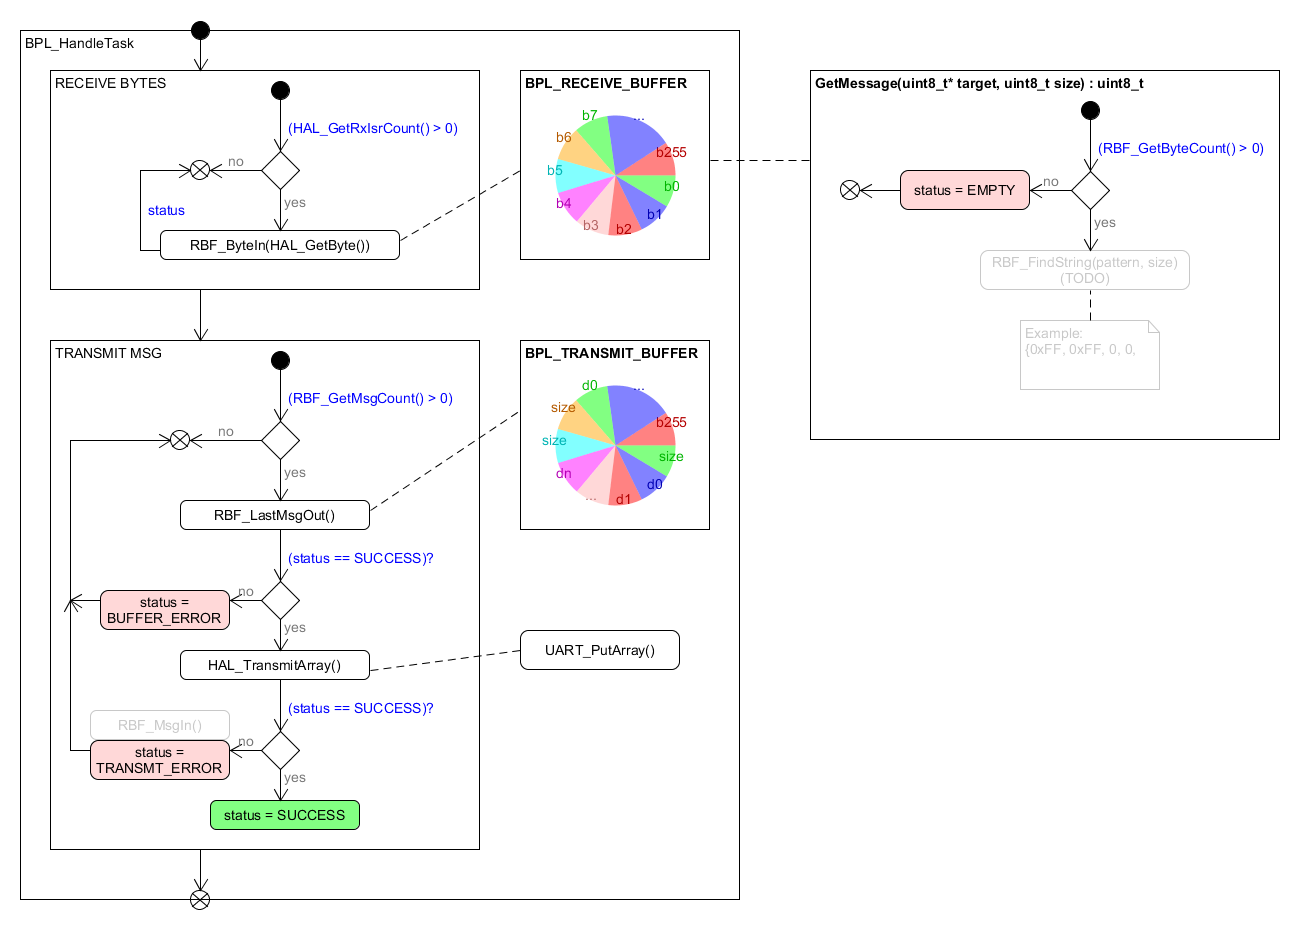 BPL_HandleTask
RECEIVE BYTES
(HAL_GetRxIsrCount() > 0)
no
yes
status
RBF_ByteIn(HAL_GetByte())
BPL_RECEIVE_BUFFER
b7
...
b6
b255
b5
b0
b4
b1
b3
b2
GetMessage(uint8_t* target, uint8_t size) : uint8_t
(RBF_GetByteCount() > 0)
no
status = EMPTY
yes
RBF_FindString(pattern, size)
(TODO)
Example:
{0xFF, 0xFF, 0, 0,
TRANSMIT MSG
(RBF_GetMsgCount() > 0)
no
yes
RBF_LastMsgOut()
(status == SUCCESS)?
no
status =
BUFFER_ERROR
yes
HAL_TransmitArray()
(status == SUCCESS)?
RBF_MsgIn()
no
status =
TRANSMT_ERROR
yes
status = SUCCESS
BPL_TRANSMIT_BUFFER
d0
...
size
b255
size
size
dn
d0
...
d1
UART_PutArray()